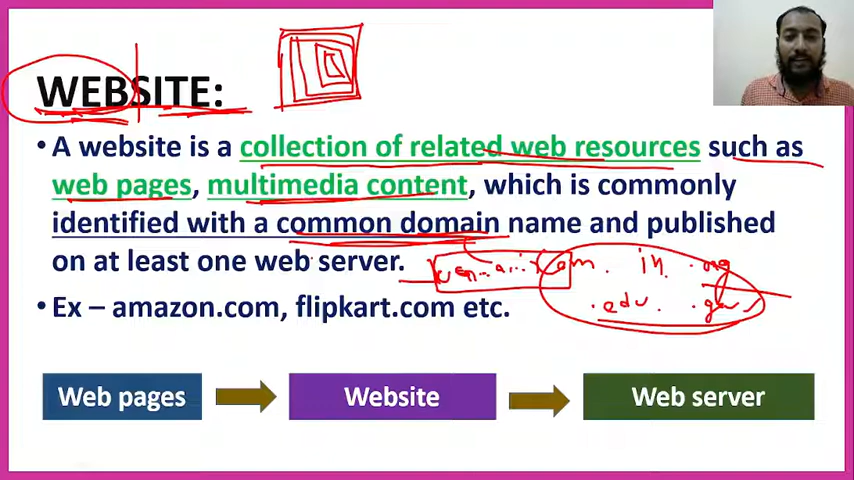 WEBSITE:
• A website is a collection of related web resources such as
web pages, multimedia content, which is commonly
identified with a common domain name and published
on at least one web server.
om. in .org
.edu. .gov
• Ex – amazon.com, flipkart.com etc.
Web pages Website Web server